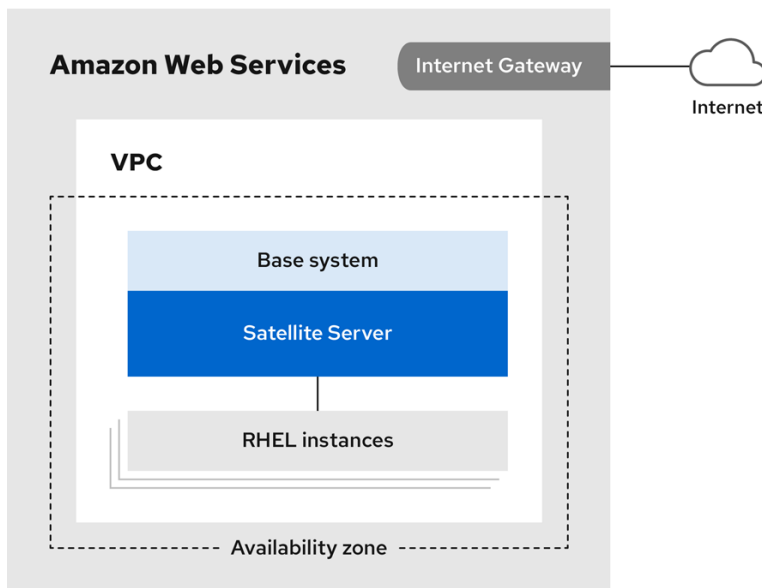 Amazon Web Services
Internet Gateway
Internet
VPC
Base system
Satellite Server
RHEL instances
Availability zone